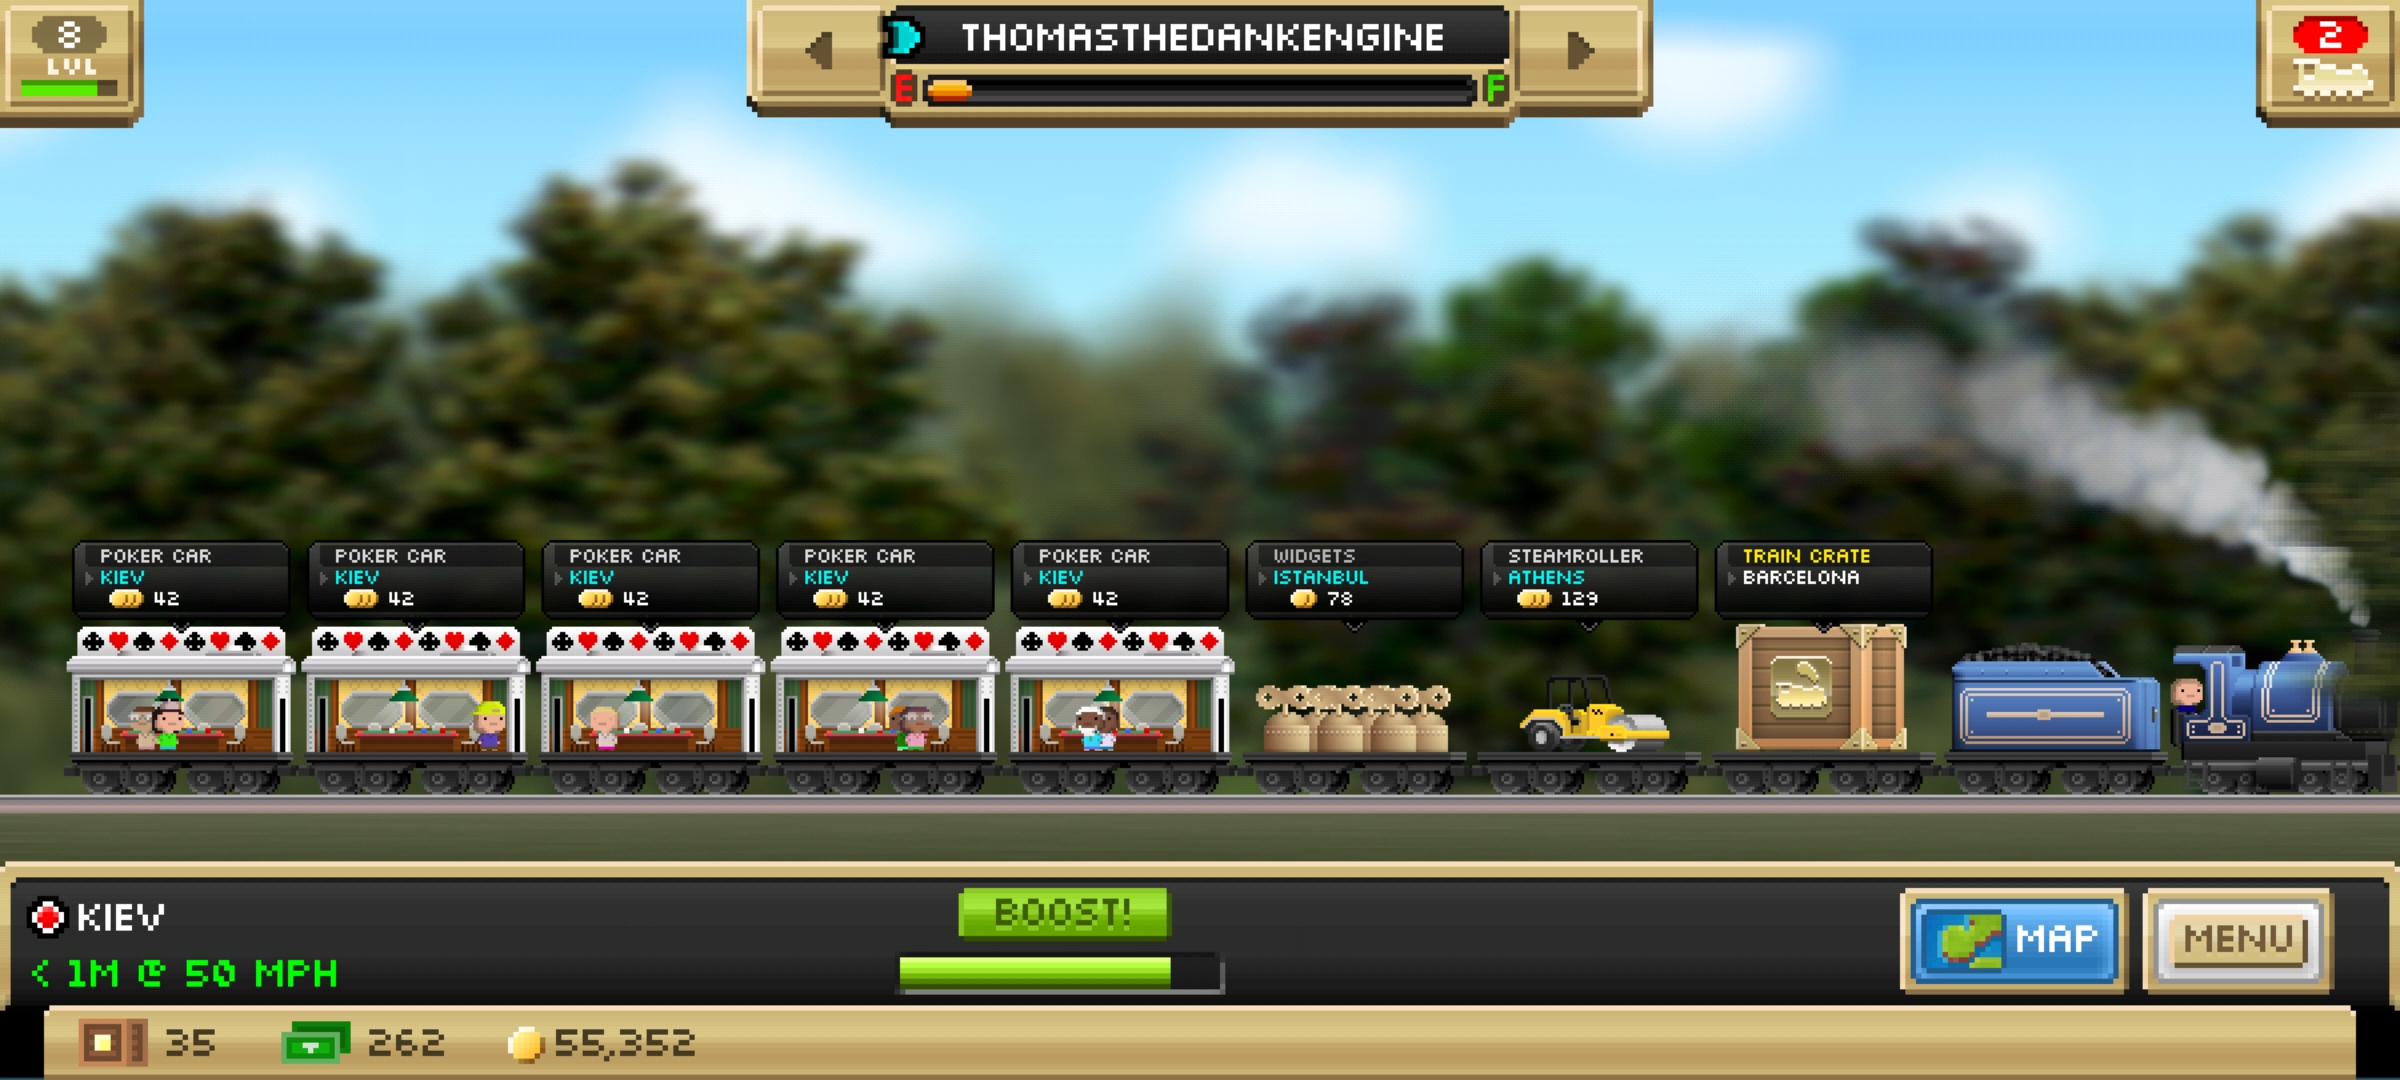 8
LVL
THOMASTHEDANKENGINE
E F
2
POKER CAR
KIEV
42
POKER CAR
KIEV
42
POKER CAR
KIEV
42
POKER CAR
KIEV
42
POKER CAR
KIEV
42
WIDGETS
ISTANBUL
78
STEAMROLLER
ATHENS
129
TRAIN CRATE
BARCELONA
KIEV
< 1M @ 50 MPH
BOOST!
MAP
MENU
35
262
55,352